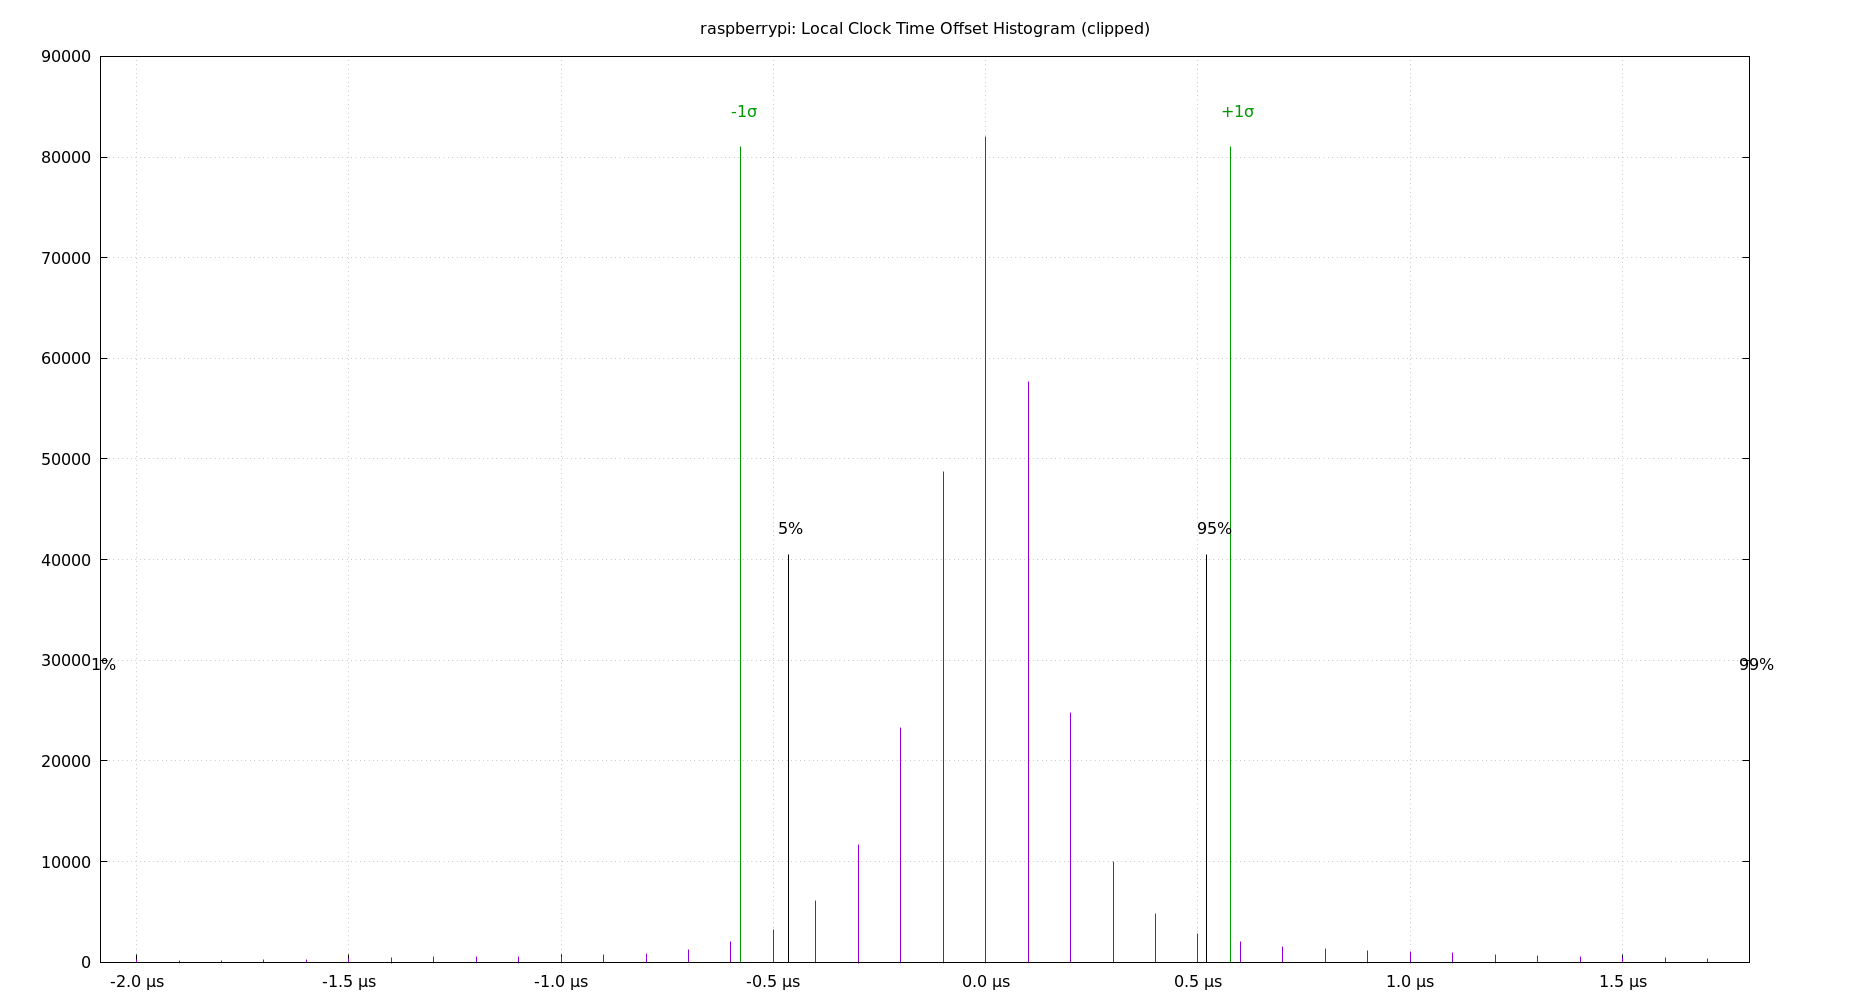 raspberrypi: Local Clock Time Offset Histogram (clipped)
90000
-1σ +1σ
80000
70000
60000
50000
5% 95%
40000
30000 1% 99%
20000
10000
0
-2.0 µs -1.5 µs -1.0 µs -0.5 µs 0.0 µs 0.5 µs 1.0 µs 1.5 µs